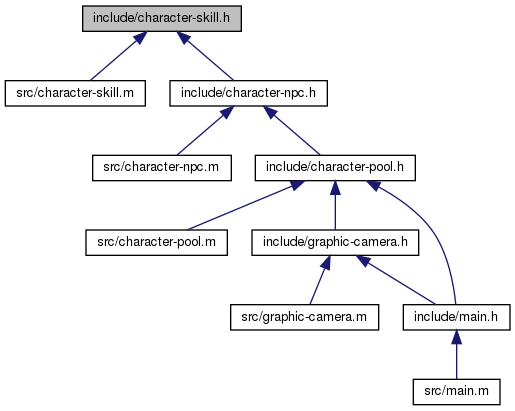 include/character-skill.h
src/character-skill.m
include/character-npc.h
src/character-npc.m
include/character-pool.h
src/character-pool.m
include/graphic-camera.h
src/graphic-camera.m
include/main.h
src/main.m